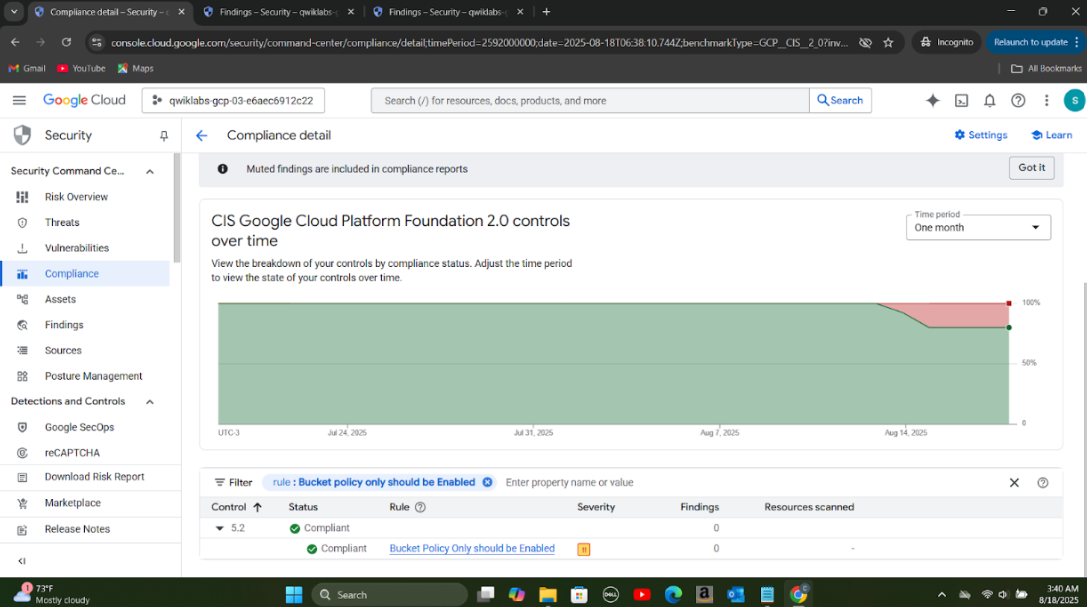 Compliance detail – Security –
Findings – Security – qwiklabs-
Findings – Security – qwiklabs-g
console.cloud.google.com/security/command-center/compliance/detail;timePeriod=2592000000;date=2025-08-18T06:38:10.744Z;benchmarkType=GCP__CIS__2_0?inv...
Incognito
Relaunch to update
Gmail
YouTube
Maps
All Bookmarks
Google Cloud
qwiklabs-gcp-03-e6aec6912c22
Search (/) for resources, docs, products, and more
Search
S
Security
Compliance detail
Settings
Learn
Security Command Ce...
Risk Overview
Threats
Vulnerabilities
Compliance
Assets
Findings
Sources
Posture Management
Detections and Controls
Google SecOps
reCAPTCHA
Download Risk Report
Marketplace
Release Notes
Muted findings are included in compliance reports
Got it
CIS Google Cloud Platform Foundation 2.0 controls
over time
View the breakdown of your controls by compliance status. Adjust the time period
to view the state of your controls over time.
Time period
One month
100%
50%
0
UTC-3
Jul 24, 2025
Jul 31, 2025
Aug 7, 2025
Aug 14, 2025
Filter
rule : Bucket policy only should be Enabled
Enter property name or value
Control Status Rule Severity Findings Resources scanned
5.2 Compliant 0
Compliant Bucket Policy Only should be Enabled !! 0 -
1
73°F
Mostly cloudy
Search
DELL
3:40 AM
8/18/2025